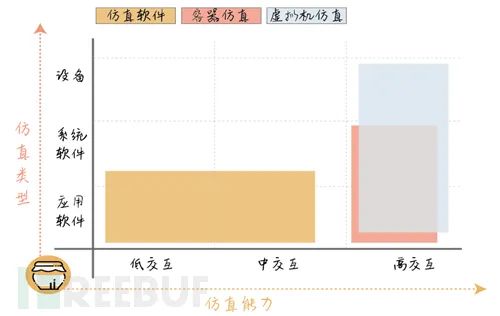 仿真软件 容器仿真 虚拟机仿真
设备
系统
软件
应用
软件
仿真类型
低交互 中交互 高交互
REEBUF
仿真能力